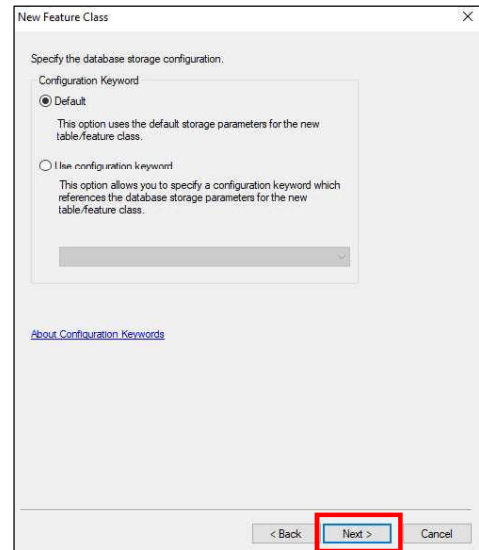 New Feature Class
Specify the database storage configuration.
Configuration Keyword
Default
This option uses the default storage parameters for the new
table/feature class.
Use configuration keyword
This option allows you to specify a configuration keyword which
references the database storage parameters for the new
table/feature class.
About Configuration Keywords
< Back Next > Cancel